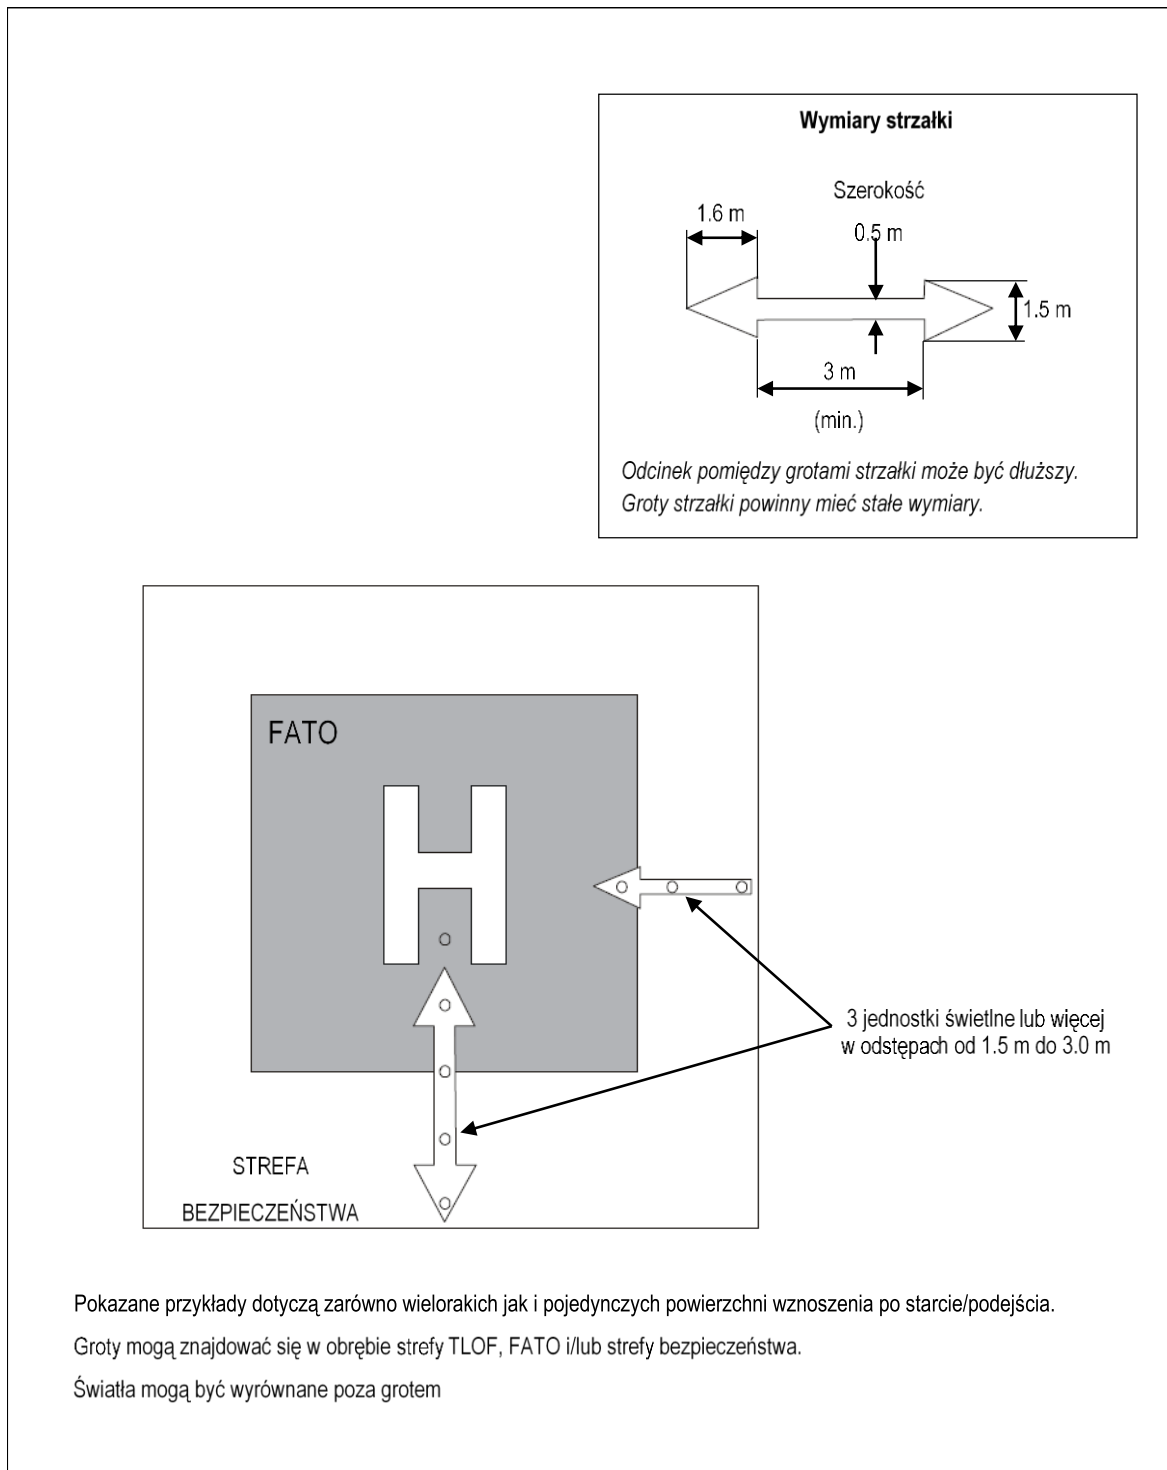 Wymiary strzałki
Szerokość
1.6 m
0.5 m
1.5 m
3 m
(min.)
Odcinek pomiędzy grotami strzałki może być dłuższy.
Groty strzałki powinny mieć stałe wymiary.
FATO
H
3 jednostki świetlne lub więcej
w odstępach od 1.5 m do 3.0 m
STREFA
BEZPIECZEŃSTWA
Pokazane przykłady dotyczą zarówno wielorakich jak i pojedynczych powierzchni wznoszenia po starcie/podejścia.
Groty mogą znajdować się w obrębie strefy TLOF, FATO i/lub strefy bezpieczeństwa.
Światła mogą być wyrównane poza grotem